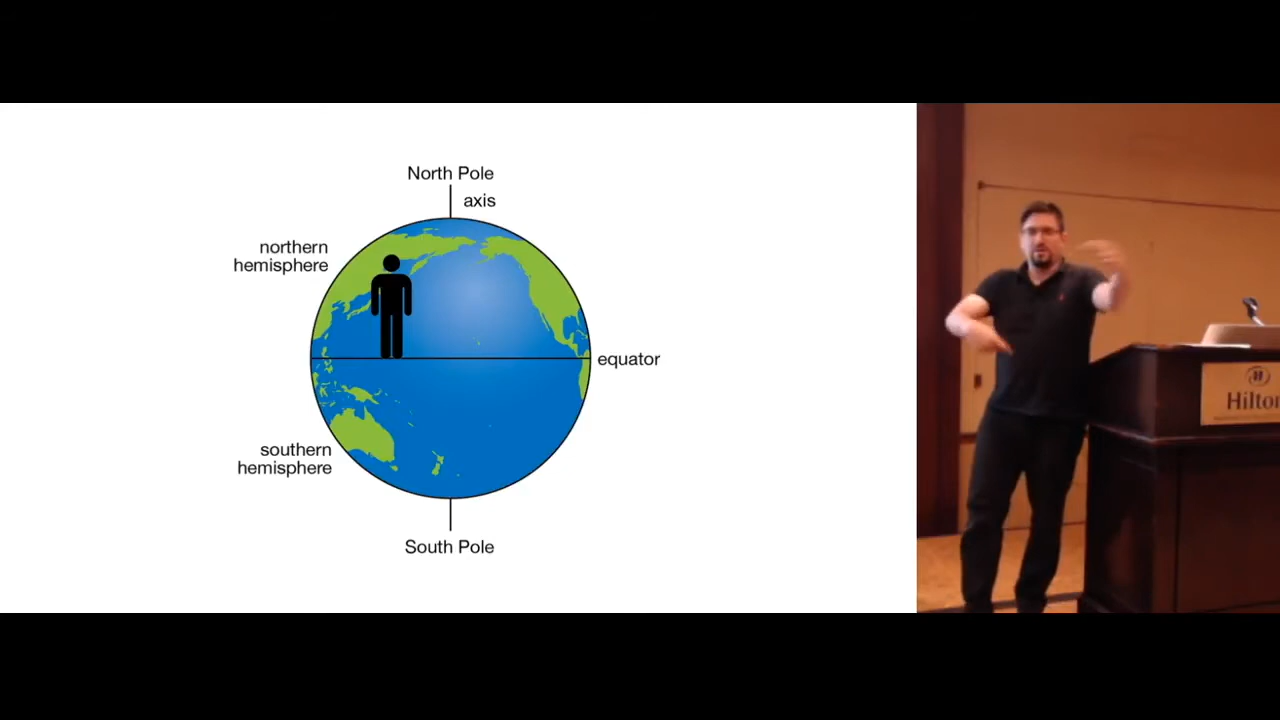 North Pole
axis
northern
hemisphere
equator
southern
hemisphere
South Pole
Hilton